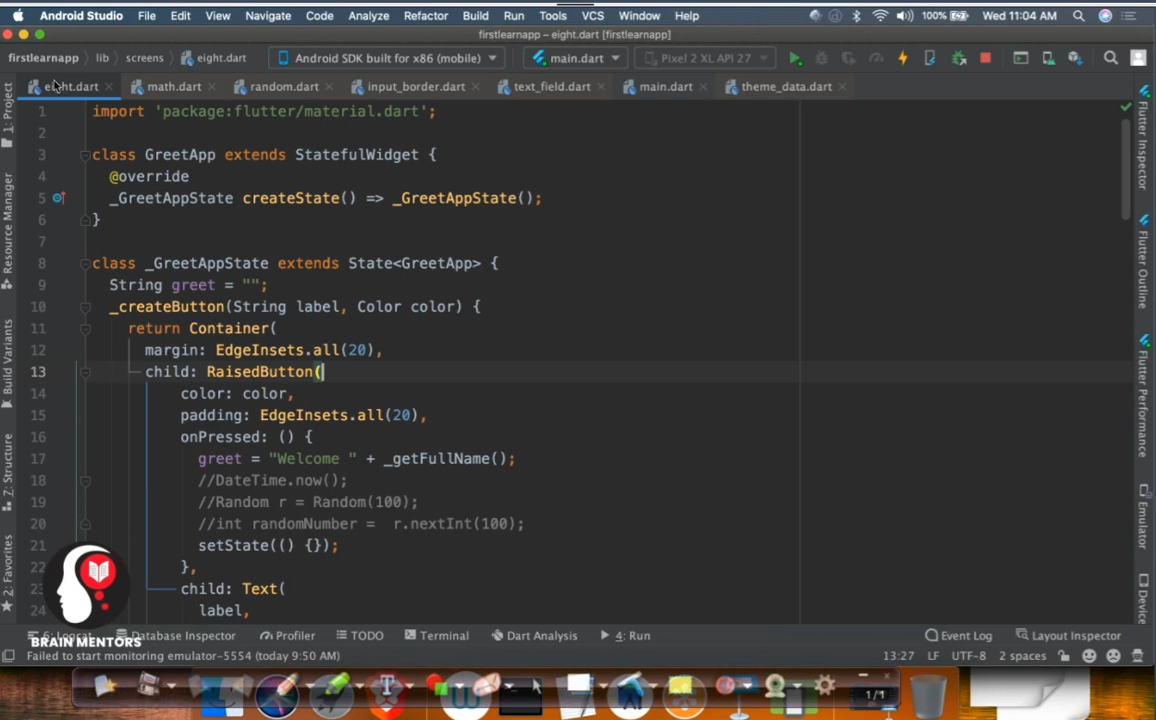 Android Studio File Edit View Navigate Code Analyze Refactor Build Run Tools VCS Window Help 100% Wed 11:04 AM
firstlearnapp – eight.dart [firstlearnapp]
firstlearnapp lib screens eight.dart Android SDK built for x86 (mobile) main.dart Pixel 2 XL API 27
eight.dart math.dart random.dart input_border.dart text_field.dart main.dart theme_data.dart
1 import 'package:flutter/material.dart';
2
3 class GreetApp extends StatefulWidget {
4 @override
5 _GreetAppState createState() => _GreetAppState();
6 }
7
8 class _GreetAppState extends State<GreetApp> {
9 String greet = "";
10 _createButton(String label, Color color) {
11 return Container(
12 margin: EdgeInsets.all(20),
13 child: RaisedButton(
14 color: color,
15 padding: EdgeInsets.all(20),
16 onPressed: () {
17 greet = "Welcome " + _getFullName();
18 //DateTime.now();
19 //Random r = Random(100);
20 //int randomNumber =  r.nextInt(100);
21 setState(() {});
22 },
23 child: Text(
24 label,
1: Project
Resource Manager
Build Variants
7: Structure
2: Favorites
Flutter Inspector
Flutter Outline
Flutter Performance
Emulator
Device
BRAIN MENTORS
6: Logcat Database Inspector Profiler TODO Terminal Dart Analysis 4: Run Event Log Layout Inspector
Failed to start monitoring emulator-5554 (today 9:50 AM) 13:27 LF UTF-8 2 spaces
1/1